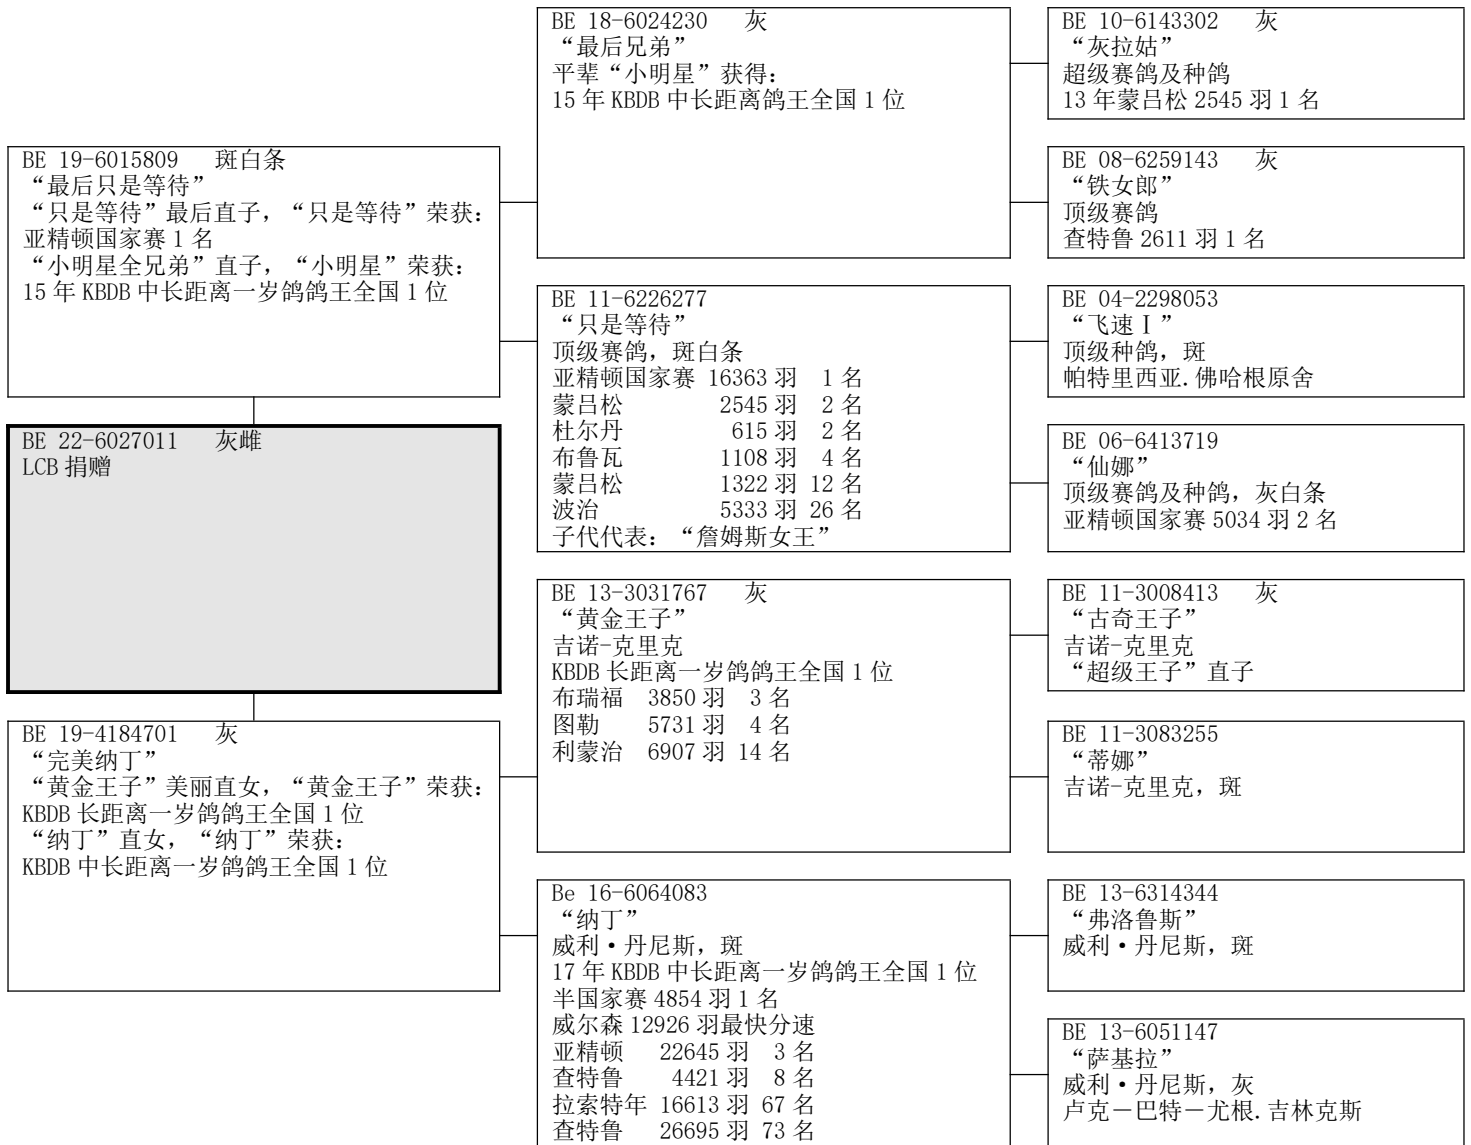 BE 19-6015809 斑白条
“最后只是等待”
“只是等待”最后直子，“只是等待”荣获：
亚精顿国家赛 1 名
“小明星全兄弟”直子，“小明星”荣获：
15 年 KBDB 中长距离一岁鸽鸽王全国 1 位
BE 22-6027011 灰雌
LCB 捐赠
BE 19-4184701 灰
“完美纳丁”
“黄金王子”美丽直女，“黄金王子”荣获：
KBDB 长距离一岁鸽鸽王全国 1 位
“纳丁”直女，“纳丁”荣获：
KBDB 中长距离一岁鸽鸽王全国 1 位
BE 18-6024230 灰
“最后兄弟”
平辈“小明星”获得：
15 年 KBDB 中长距离鸽王全国 1 位
BE 11-6226277
“只是等待”
顶级赛鸽，斑白条
亚精顿国家赛 16363 羽 1 名
蒙吕松 2545 羽 2 名
杜尔丹 615 羽 2 名
布鲁瓦 1108 羽 4 名
蒙吕松 1322 羽 12 名
波治 5333 羽 26 名
子代代表：“詹姆斯女王”
BE 13-3031767 灰
“黄金王子”
吉诺-克里克
KBDB 长距离一岁鸽鸽王全国 1 位
布瑞福 3850 羽 3 名
图勒 5731 羽 4 名
利蒙治 6907 羽 14 名
Be 16-6064083
“纳丁”
威利·丹尼斯，斑
17 年 KBDB 中长距离一岁鸽鸽王全国 1 位
半国家赛 4854 羽 1 名
威尔森 12926 羽最快分速
亚精顿 22645 羽 3 名
查特鲁 4421 羽 8 名
拉索特年 16613 羽 67 名
查特鲁 26695 羽 73 名
BE 10-6143302 灰
“灰拉姑”
超级赛鸽及种鸽
13 年蒙吕松 2545 羽 1 名
BE 08-6259143 灰
“铁女郎”
顶级赛鸽
查特鲁 2611 羽 1 名
BE 04-2298053
“飞速Ⅰ”
顶级种鸽，斑
帕特里西亚.佛哈根原舍
BE 06-6413719
“仙娜”
顶级赛鸽及种鸽，灰白条
亚精顿国家赛 5034 羽 2 名
BE 11-3008413 灰
“古奇王子”
吉诺-克里克
“超级王子”直子
BE 11-3083255
“蒂娜”
吉诺-克里克，斑
BE 13-6314344
“弗洛鲁斯”
威利·丹尼斯，斑
BE 13-6051147
“萨基拉”
威利·丹尼斯，灰
卢克－巴特－尤根.吉林克斯